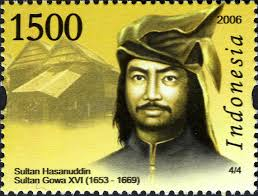 1500
2006
Indonesia
Sultan Hasanuddin
Sultan Gowa XVI (1653 - 1669)
4/4